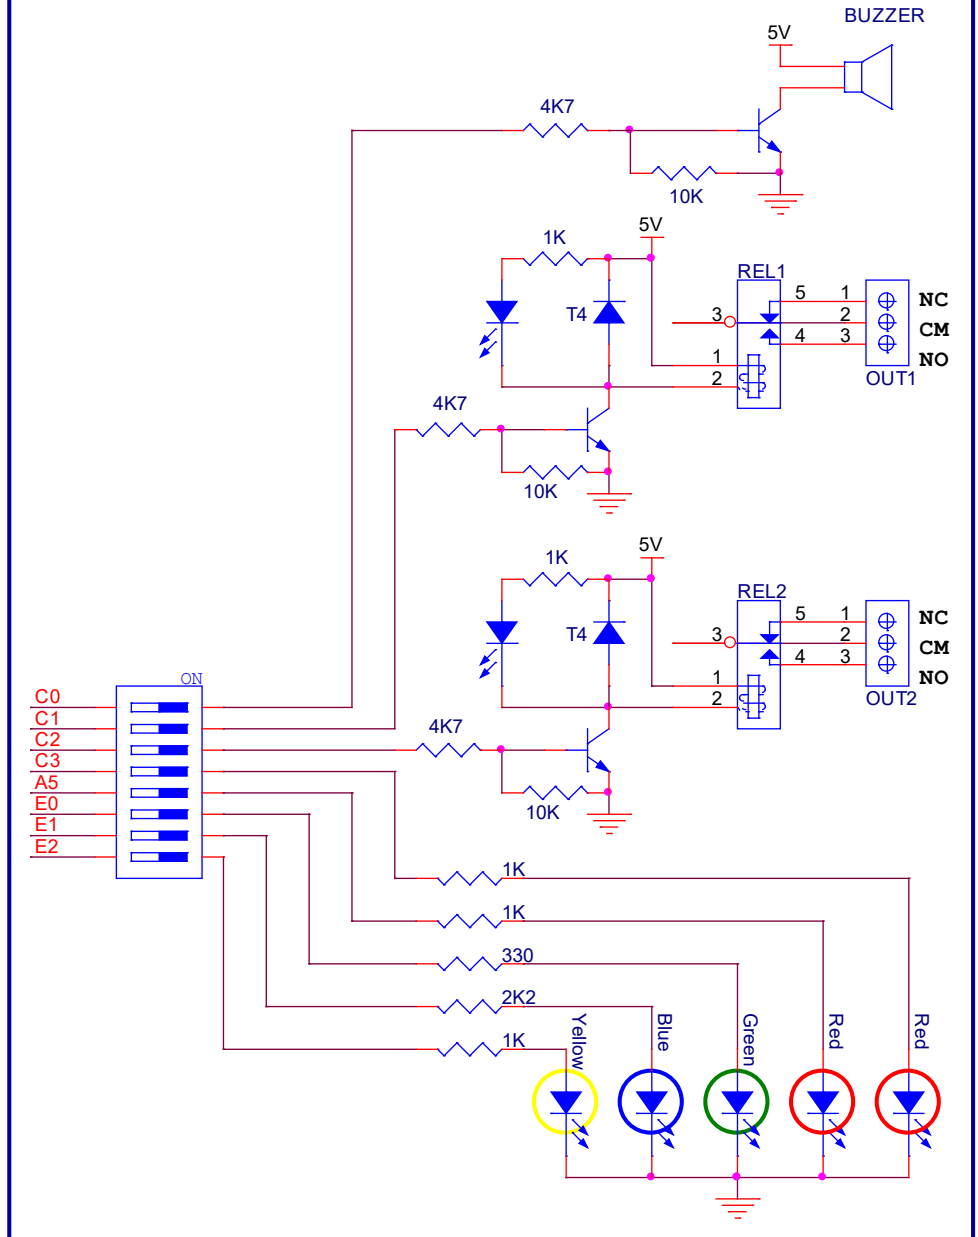 BUZZER
5V
4K7
10K
5V
1K
T4
REL1
3
5
4
1
2
1
2
3
NC
CM
NO
OUT1
4K7
10K
5V
1K
T4
REL2
3
5
4
1
2
1
2
3
NC
CM
NO
OUT2
4K7
10K
ON
C0
C1
C2
C3
A5
E0
E1
E2
1K
1K
330
2K2
1K
Yellow
Blue
Green
Red
Red